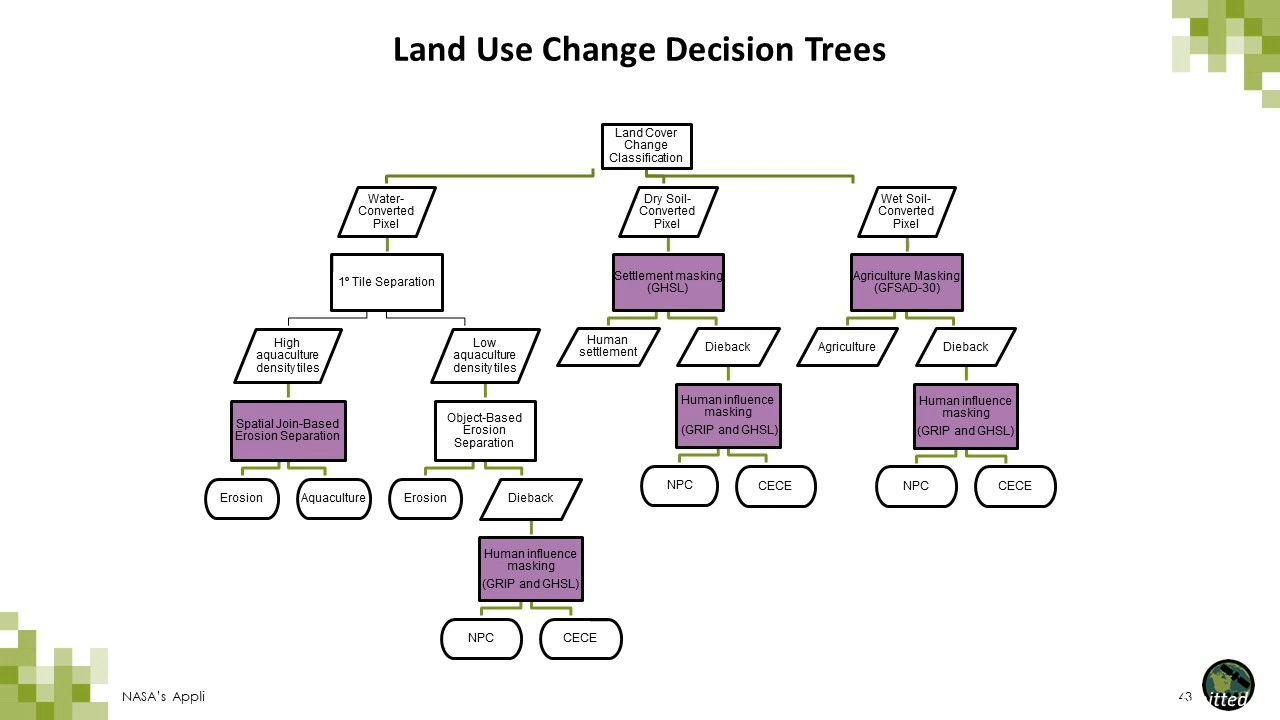 Land Use Change Decision Trees
Land Cover
Change
Classification
Water-
Converted
Pixel
Dry Soil-
Converted
Pixel
Wet Soil-
Converted
Pixel
1º Tile Separation
Settlement masking
(GHSL)
Agriculture Masking
(GFSAD-30)
High
aquaculture
density tiles
Low
aquaculture
density tiles
Human
settlement
Dieback
Agriculture
Dieback
Spatial Join-Based
Erosion Separation
Object-Based
Erosion
Separation
Human influence
masking
(GRIP and GHSL)
Human influence
masking
(GRIP and GHSL)
Erosion
Aquaculture
Erosion
Dieback
NPC
CECE
NPC
CECE
Human influence
masking
(GRIP and GHSL)
NPC
CECE
NASA's Appli
43
itted